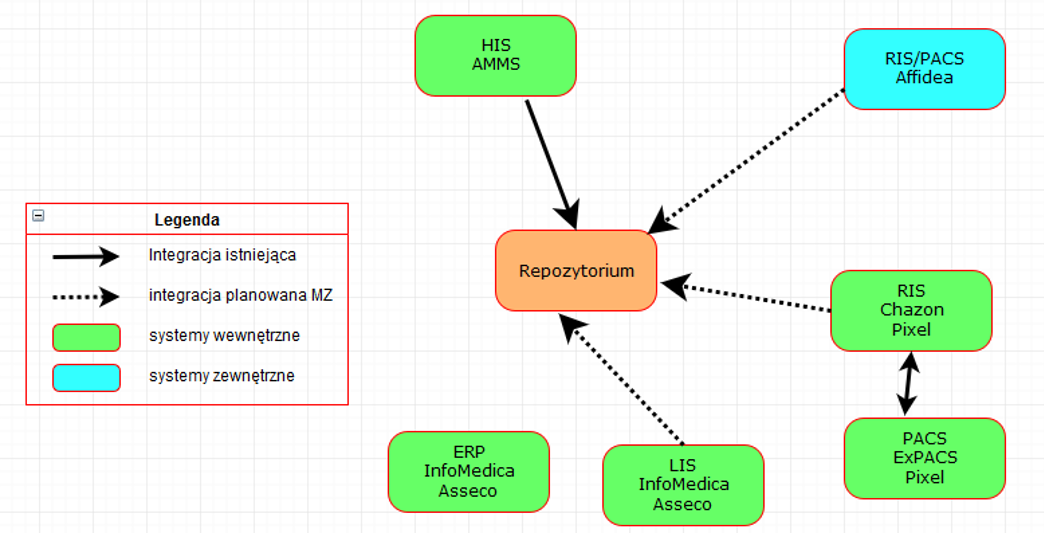 HIS
AMMS
RIS/PACS
Affidea
Legenda
Integracja istniejąca
integracja planowana MZ
systemy wewnętrzne
systemy zewnętrzne
Repozytorium
RIS
Chazon
Pixel
PACS
ExPACS
Pixel
ERP
InfoMedica
Asseco
LIS
InfoMedica
Asseco